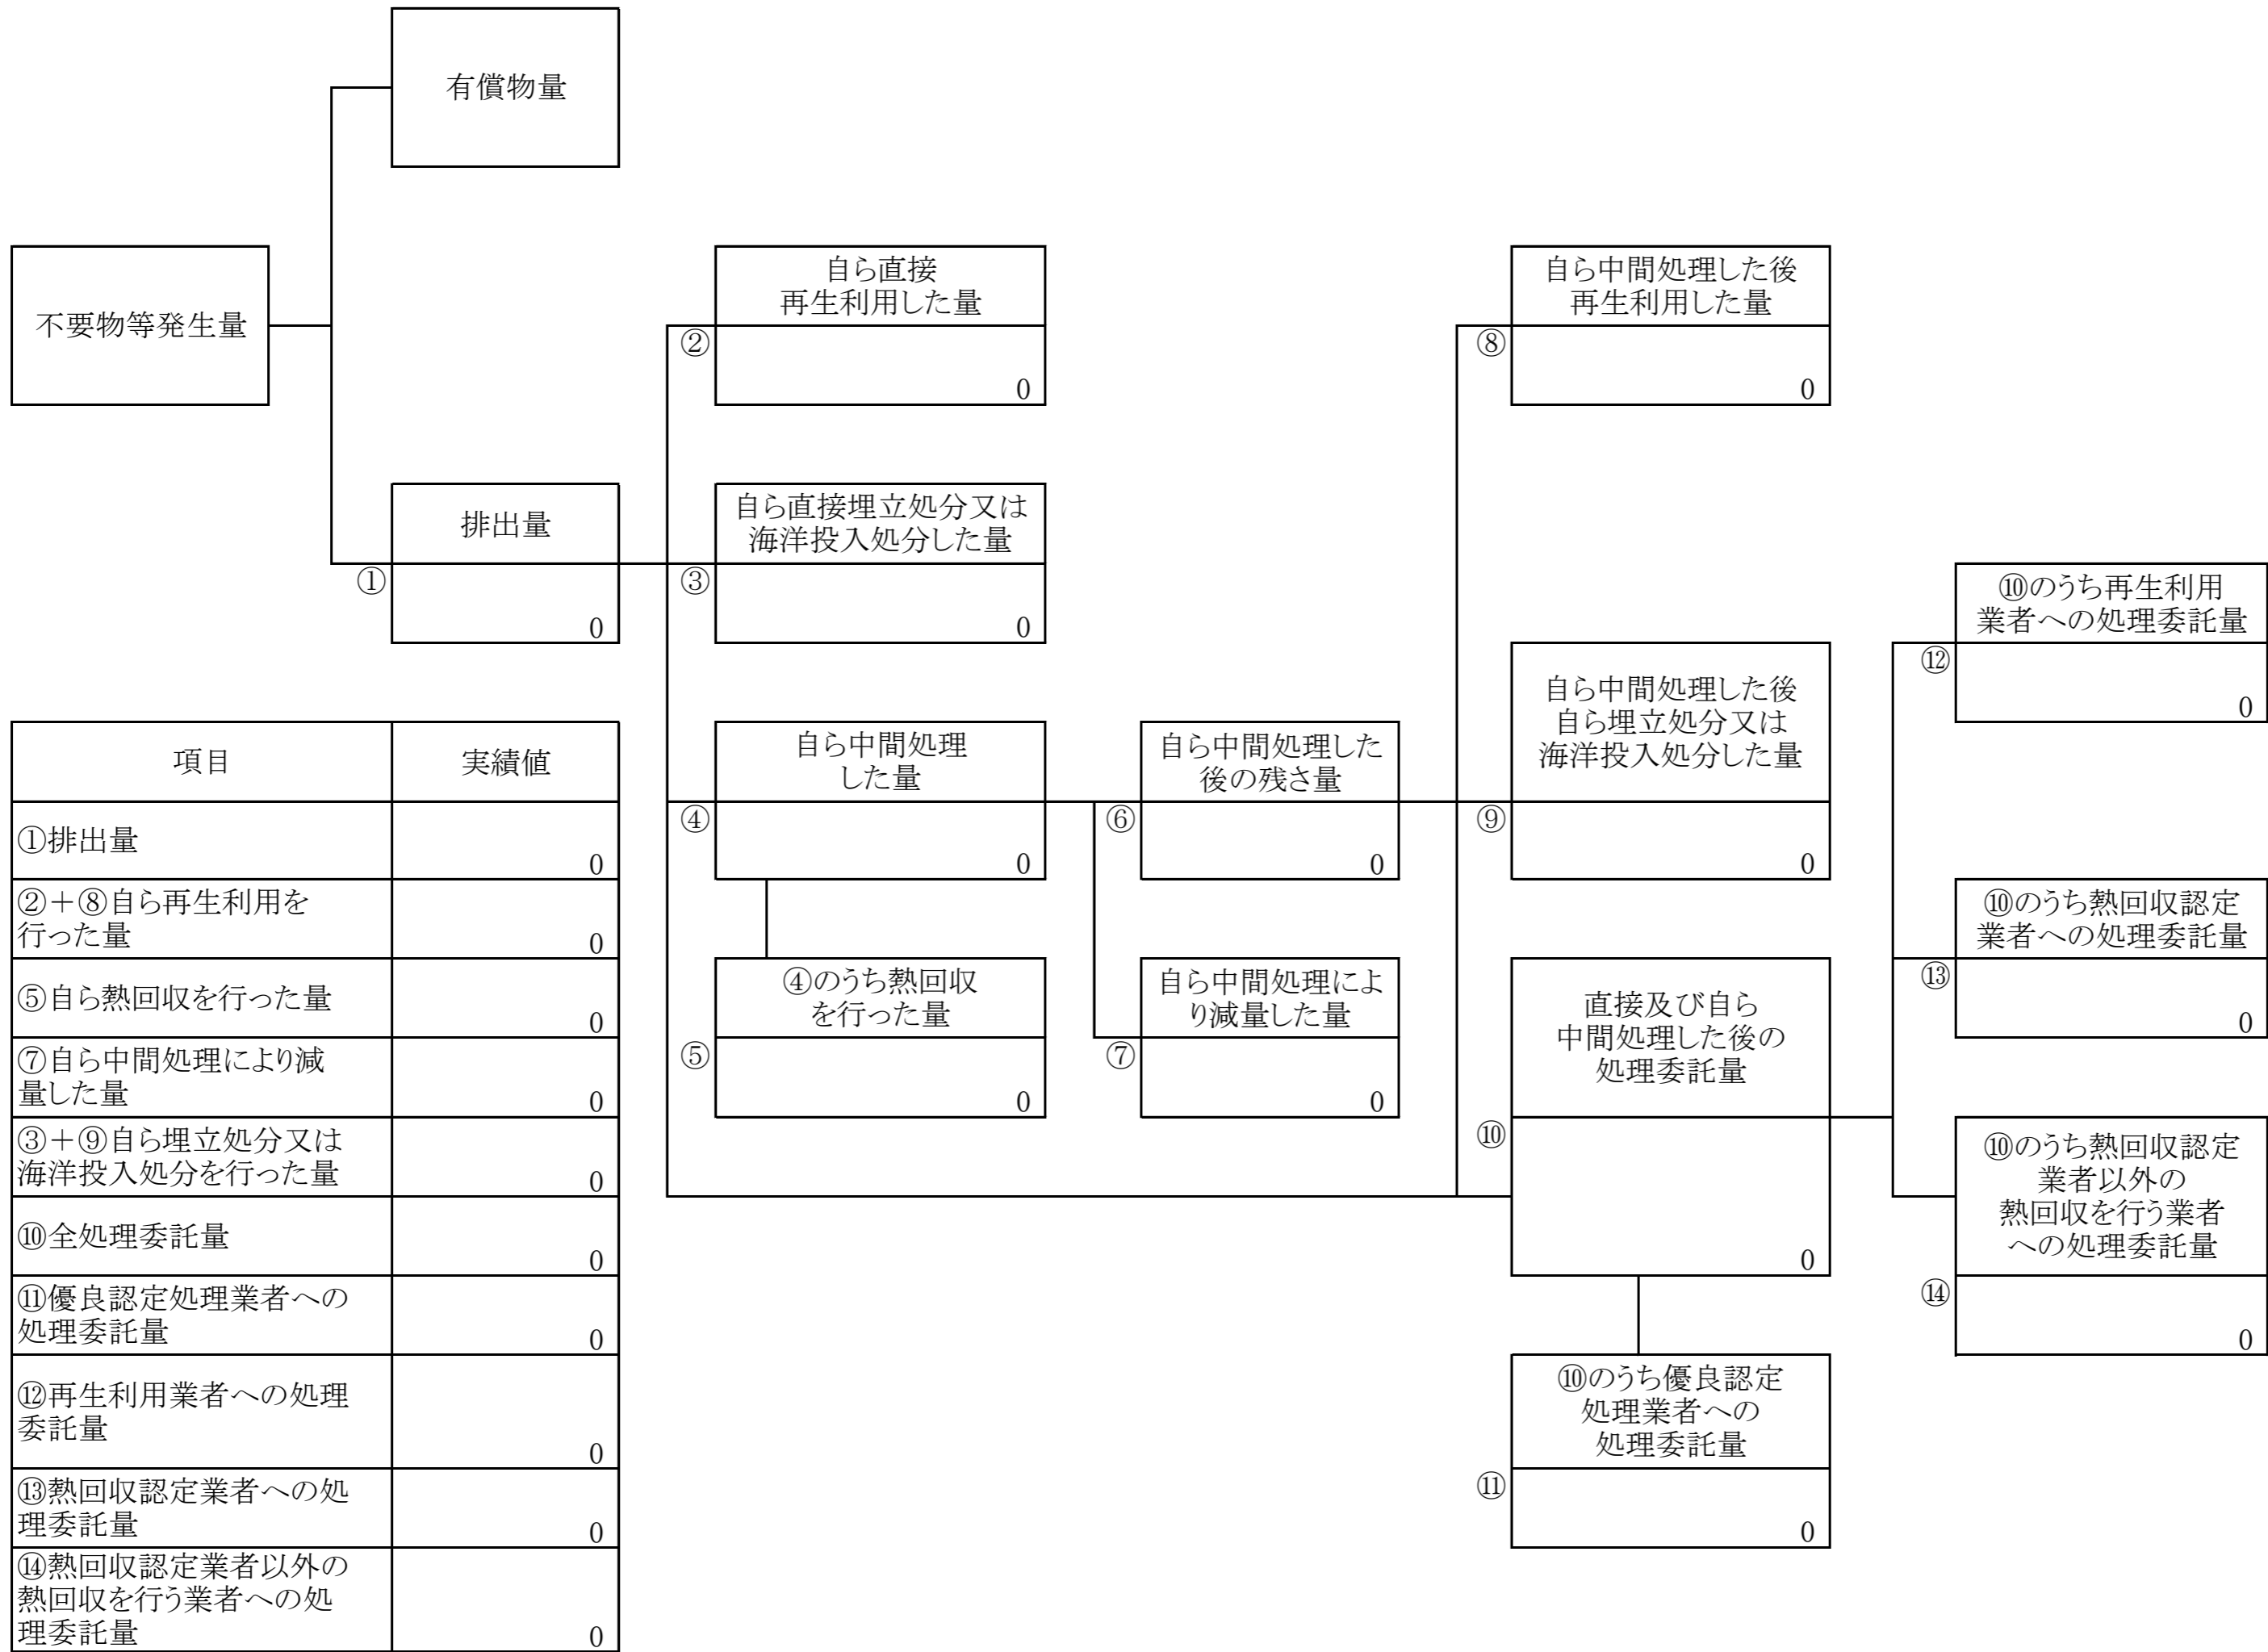 有償物量
不要物等発生量
自ら直接
再生利用した量
②
0
自ら中間処理した後
再生利用した量
⑧
0
排出量
①
0
自ら直接埋立処分又は
海洋投入処分した量
③
0
⑩のうち再生利用
業者への処理委託量
⑫
0
自ら中間処理
した量
④
0
自ら中間処理した
後の残さ量
⑥
0
自ら中間処理した後
自ら埋立処分又は
海洋投入処分した量
⑨
0
⑩のうち熱回収認定
業者への処理委託量
⑬
0
④のうち熱回収
を行った量
⑤
0
自ら中間処理によ
り減量した量
⑦
0
直接及び自ら
中間処理した後の
処理委託量
⑩
0
⑩のうち熱回収認定
業者以外の
熱回収を行う業者
への処理委託量
⑭
0
⑩のうち優良認定
処理業者への
処理委託量
⑪
0
項目 実績値
①排出量
0
②＋⑧自ら再生利用を
行った量 0
⑤自ら熱回収を行った量
0
⑦自ら中間処理により減
量した量 0
③＋⑨自ら埋立処分又は
海洋投入処分を行った量 0
⑩全処理委託量
0
⑪優良認定処理業者への
処理委託量 0
⑫再生利用業者への処理
委託量
0
⑬熱回収認定業者への処
理委託量 0
⑭熱回収認定業者以外の
熱回収を行う業者への処
理委託量 0